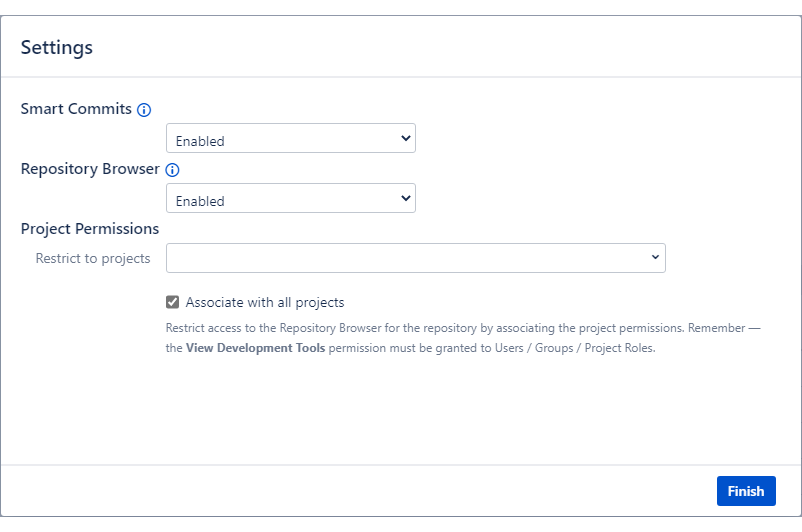 Settings
Smart Commits
Enabled
Repository Browser
Enabled
Project Permissions
Restrict to projects
Associate with all projects
Restrict access to the Repository Browser for the repository by associating the project permissions. Remember —
the View Development Tools permission must be granted to Users / Groups / Project Roles.
Finish